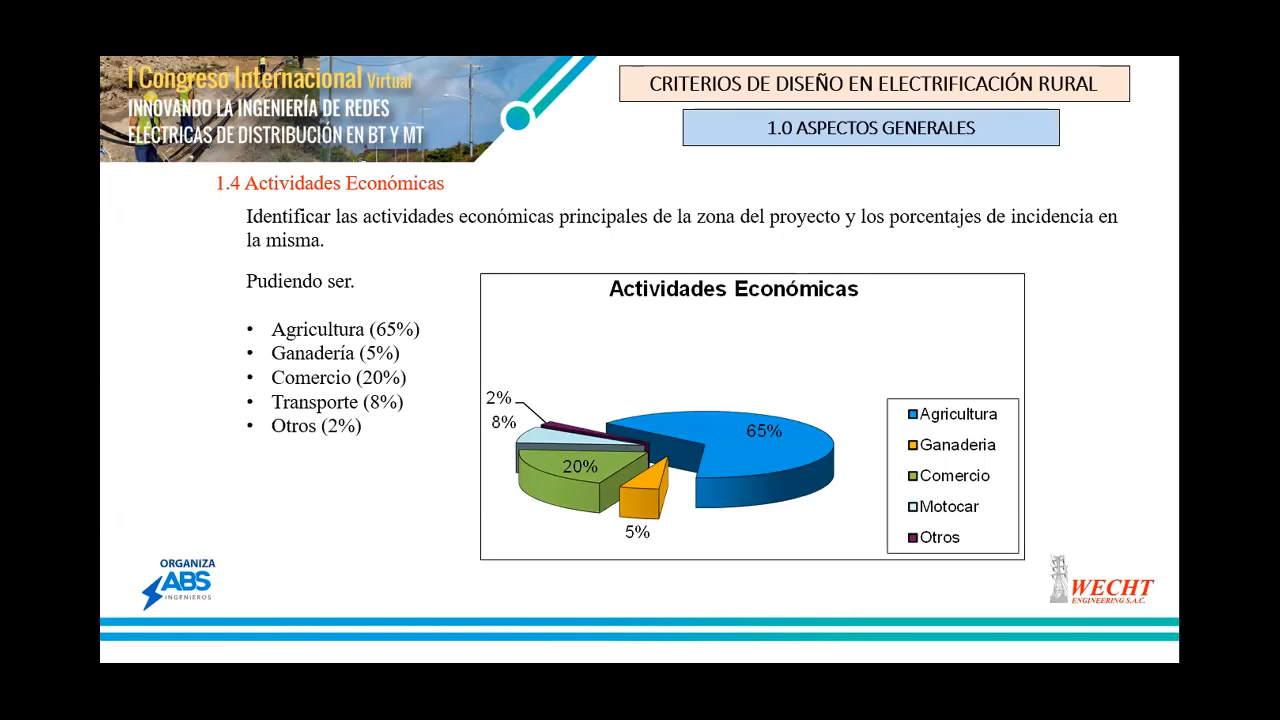 I Congreso Internacional Virtual
INNOVANDO LA INGENIERÍA DE REDES
ELÉCTRICAS DE DISTRIBUCIÓN EN BT Y MT
CRITERIOS DE DISEÑO EN ELECTRIFICACIÓN RURAL
1.0 ASPECTOS GENERALES
1.4 Actividades Económicas
Identificar las actividades económicas principales de la zona del proyecto y los porcentajes de incidencia en
la misma.
Pudiendo ser.
• Agricultura (65%)
• Ganadería (5%)
• Comercio (20%)
• Transporte (8%)
• Otros (2%)
Actividades Económicas
2%
8%
20%
5%
65%
Agricultura
Ganaderia
Comercio
Motocar
Otros
ORGANIZA
ABS
INGENIEROS
WECHT
ENGINEERING S.A.C.